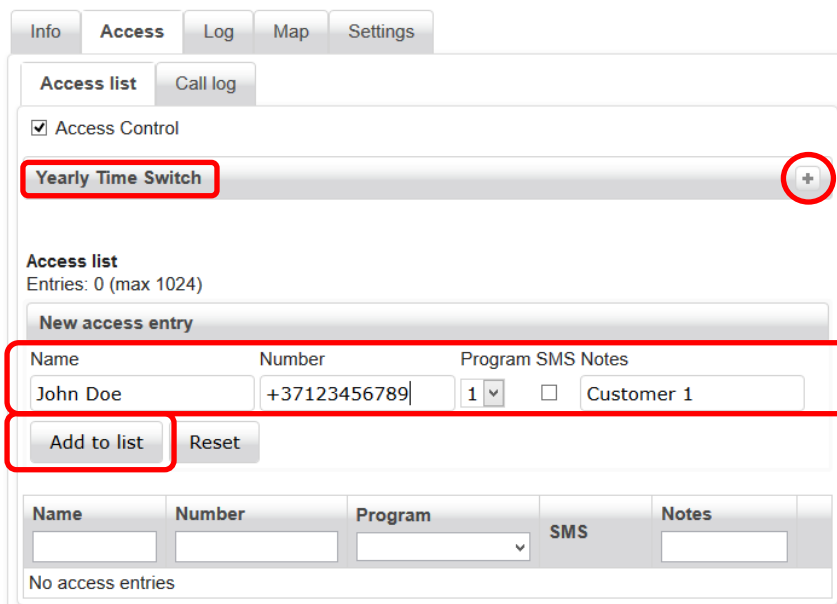 Info Access Log Map Settings
Access list Call log
Access Control
Yearly Time Switch
Access list
Entries: 0 (max 1024)
New access entry
Name Number Program SMS Notes
John Doe +37123456789 1 Customer 1
Add to list Reset
Name Number Program SMS Notes
No access entries